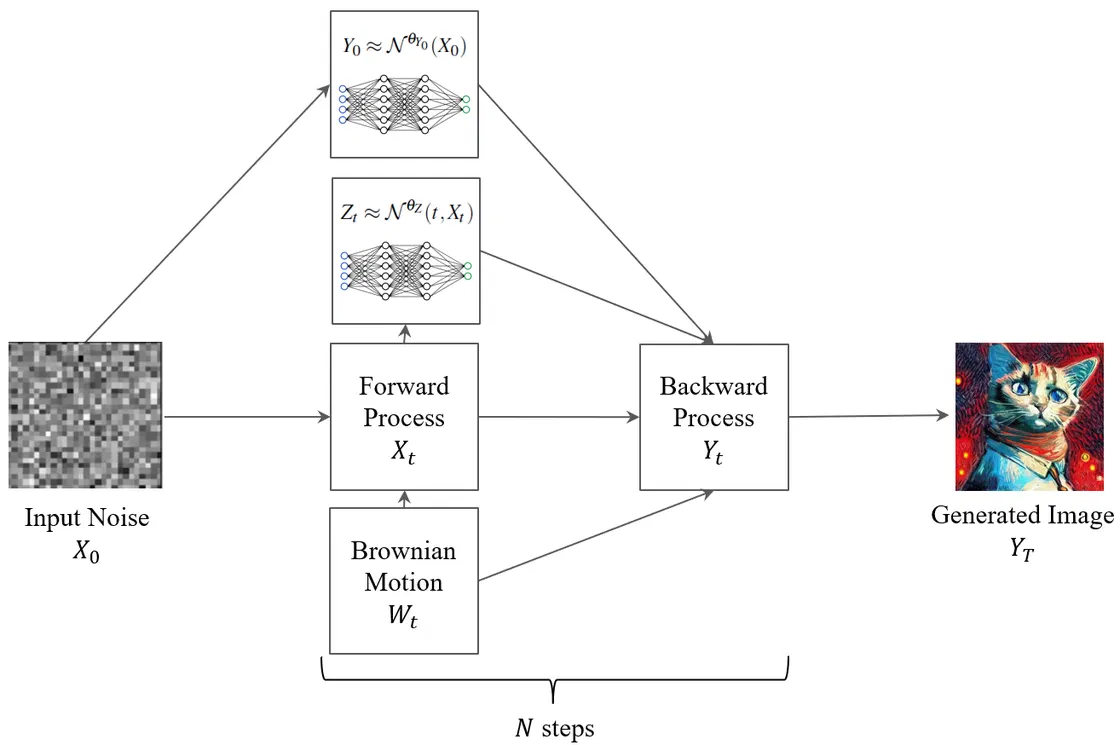 Y₀ ≈ 𝒩^θ_Y₀(X₀)
Z_t ≈ 𝒩^θ_Z(t, X_t)
Input Noise
X₀
Forward
Process
X_t
Brownian
Motion
W_t
Backward
Process
Y_t
Generated Image
Y_T
N steps